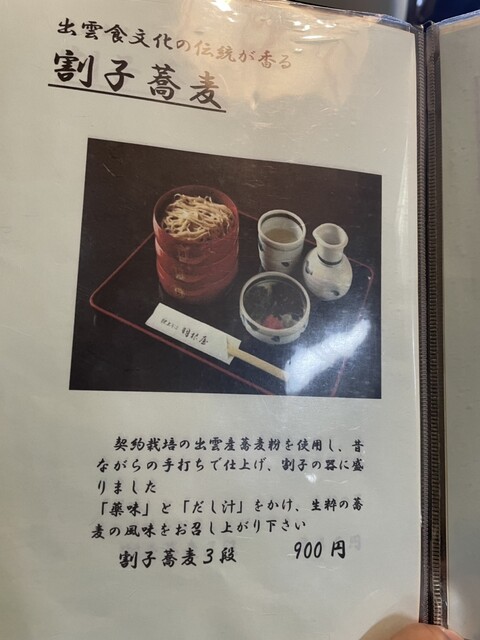 出雲食文化の伝統が香る
割子蕎麦
羽根屋
契約栽培の出雲産蕎麦粉を使用し、昔
ながらの手打ちで仕上げ、割子の器に盛
りました
「薬味」と「だし汁」をかけ、生粋の蕎
麦の風味をお召し上がり下さい
割子蕎麦3段 900円